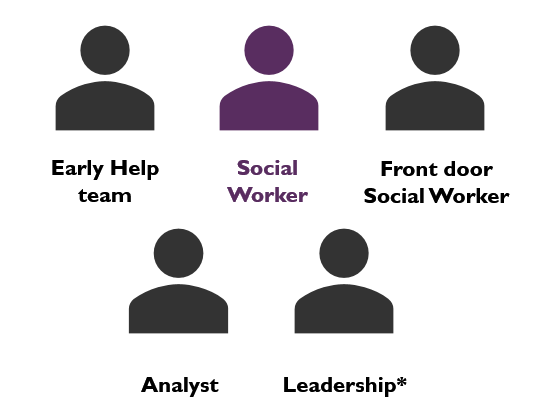 Early Help
team
Social
Worker
Front door
Social Worker
Analyst
Leadership*